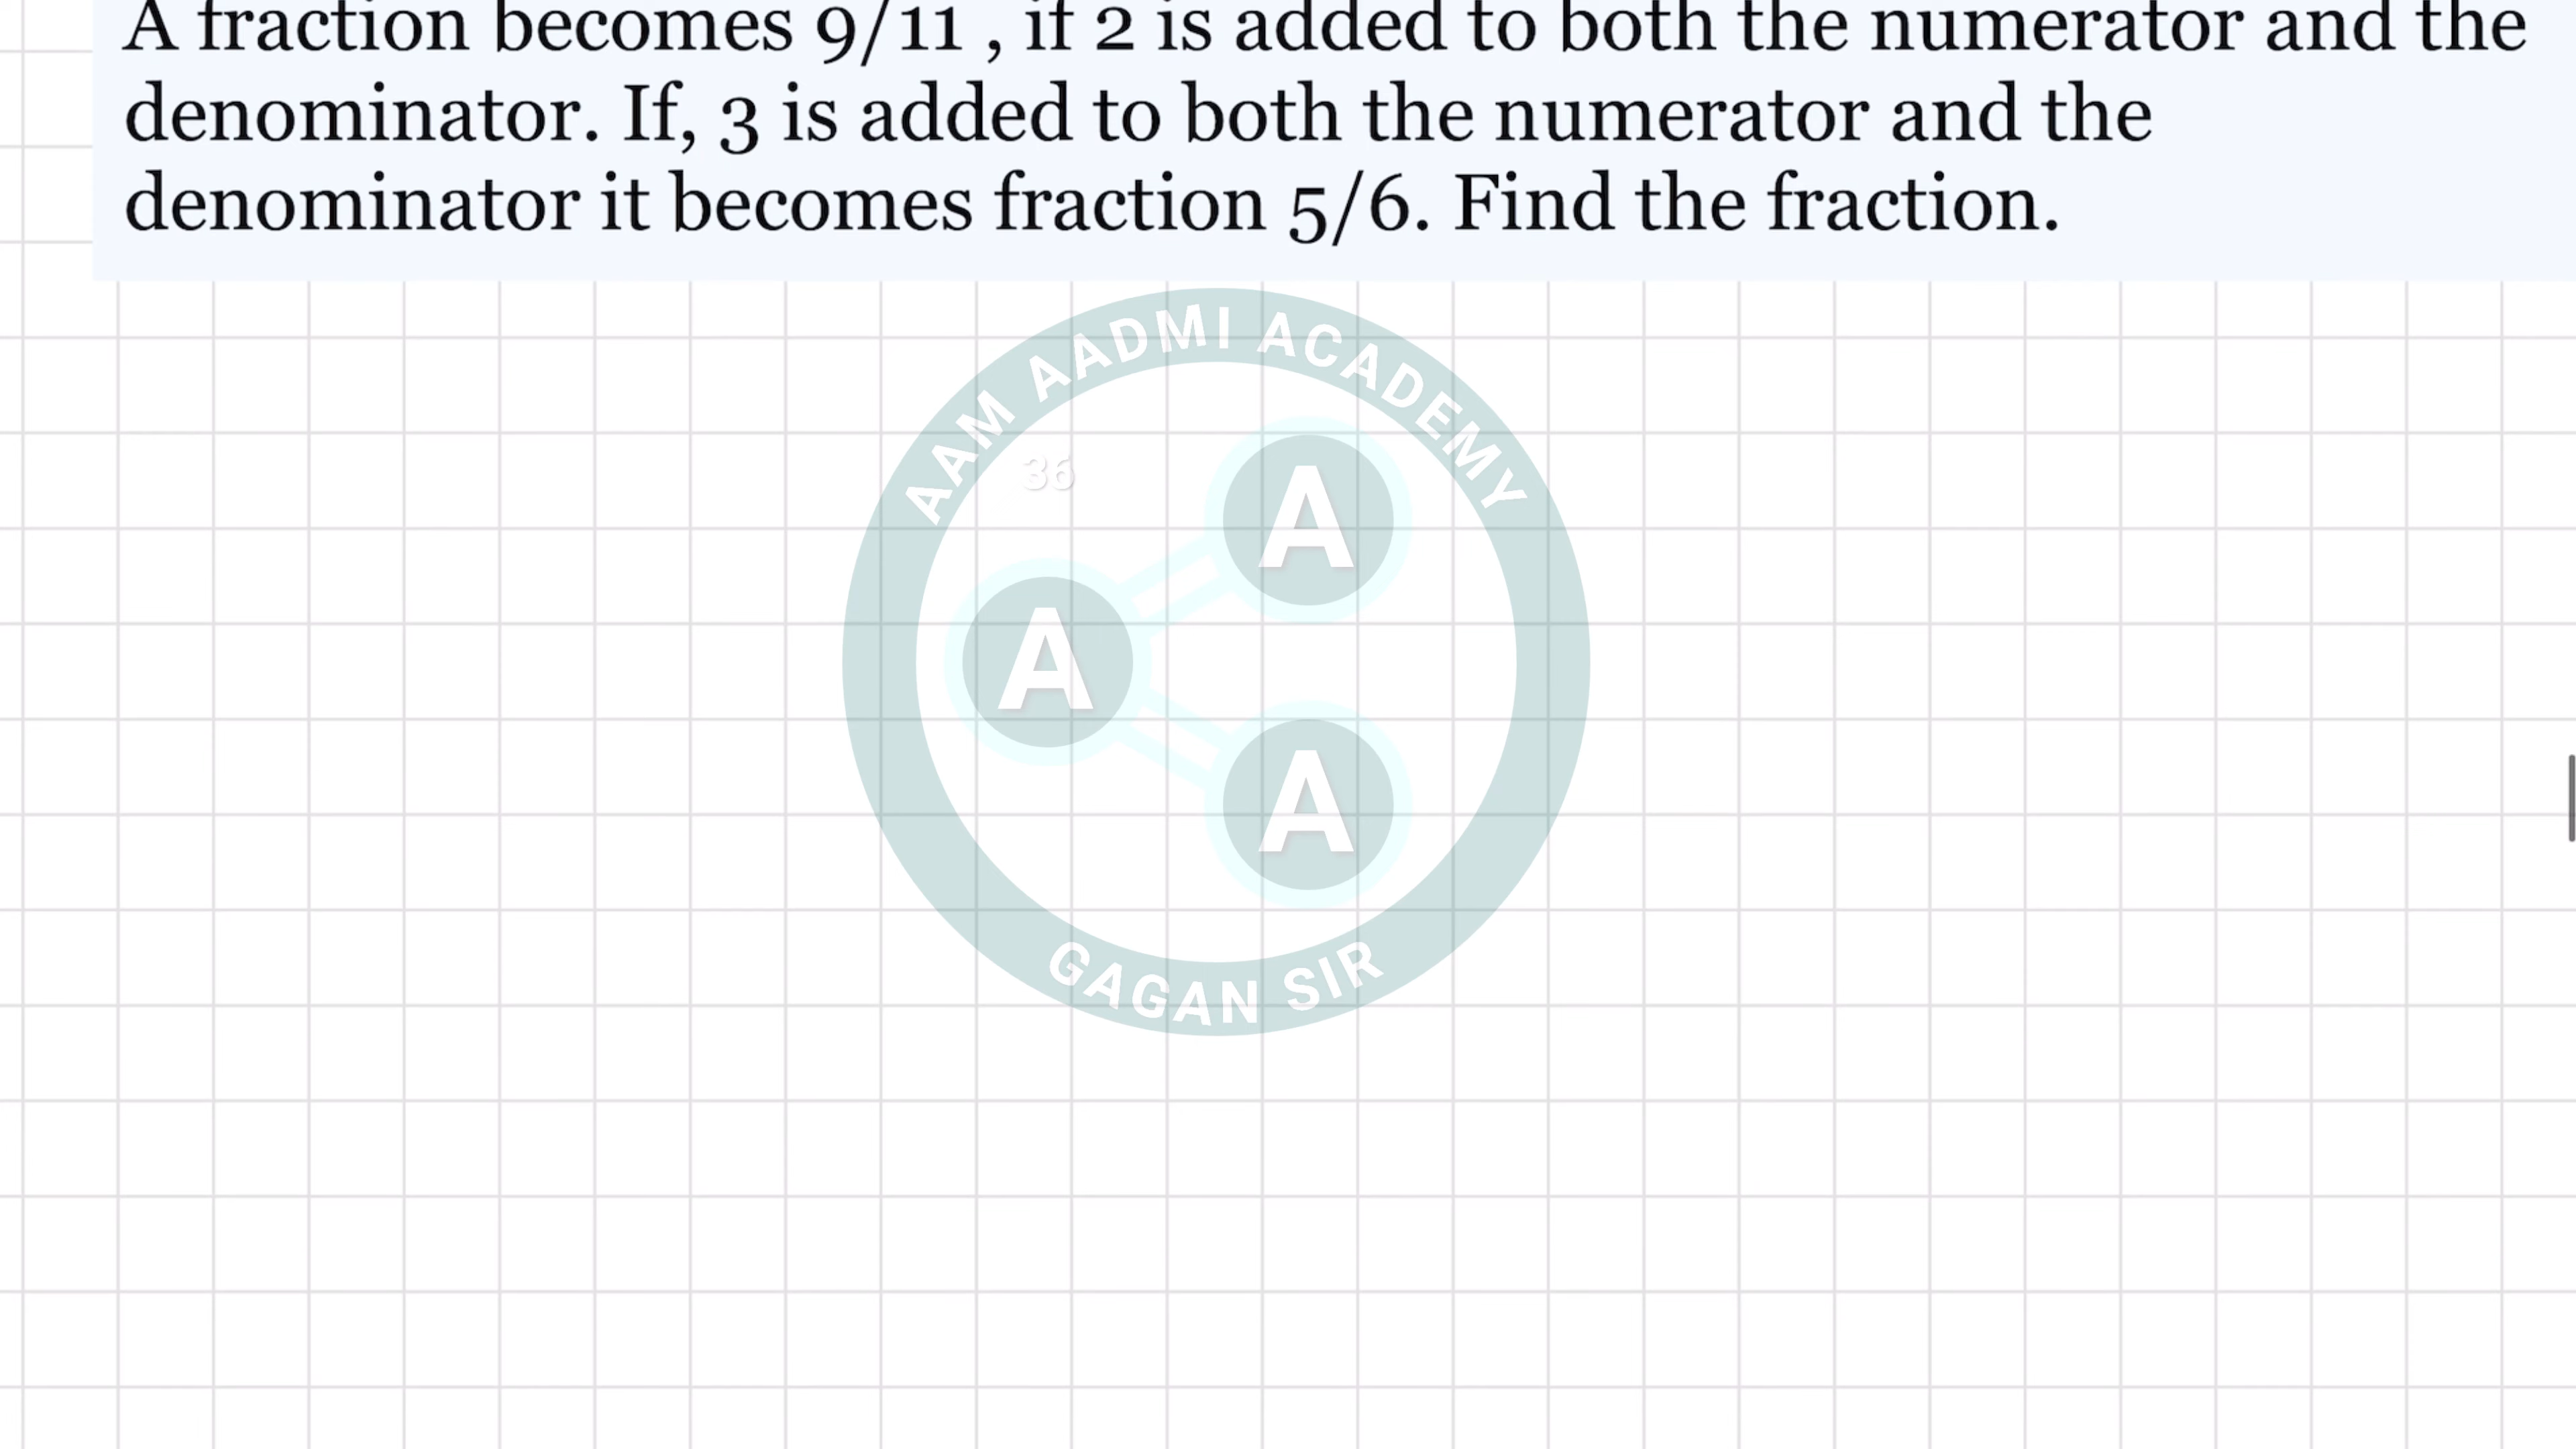 A fraction becomes 9/11 , if 2 is added to both the numerator and the
denominator. If, 3 is added to both the numerator and the
denominator it becomes fraction 5/6. Find the fraction.
AAM AADMI ACADEMY
36
A
A
A
GAGAN SIR